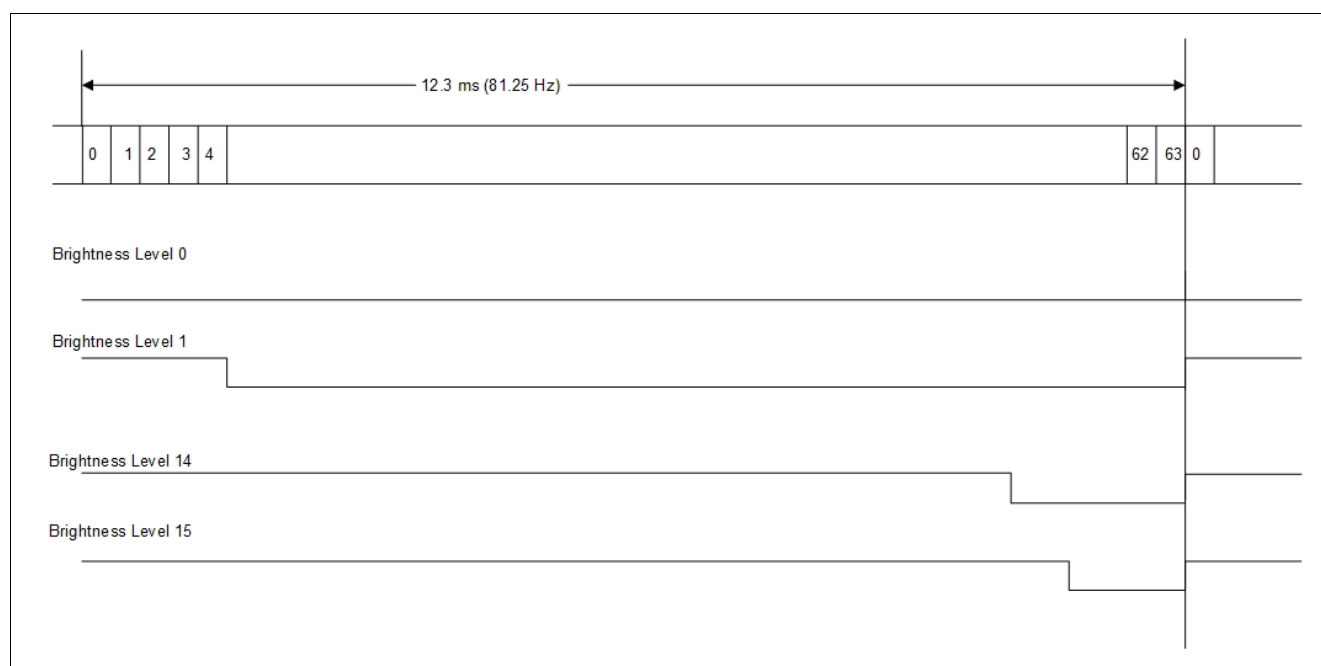 12.3 ms (81.25 Hz)
0 1 2 3 4 62 63 0
Brightness Level 0
Brightness Level 1
Brightness Level 14
Brightness Level 15